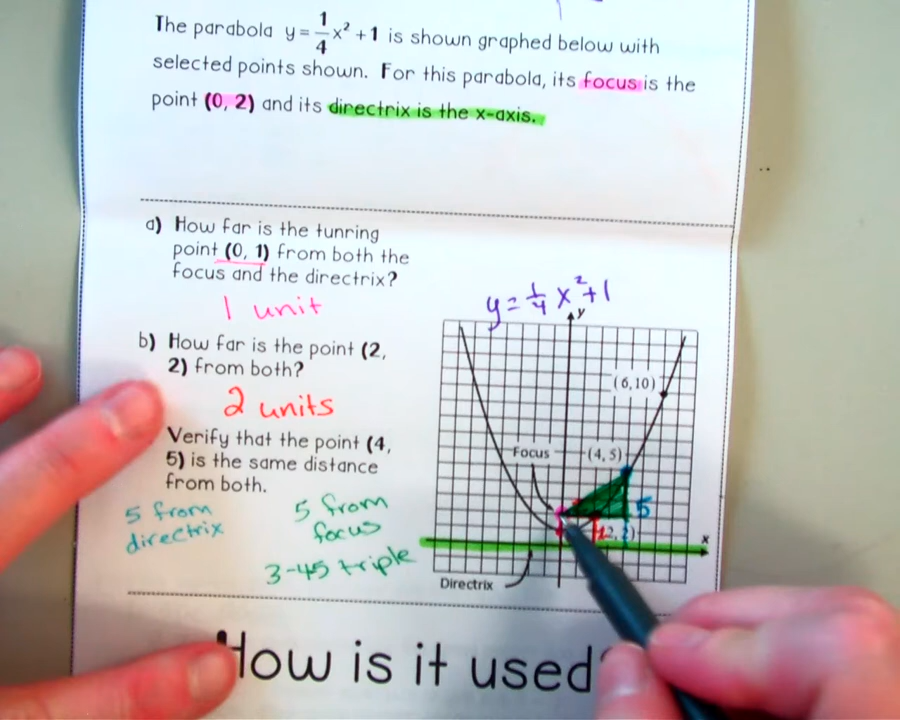 The parabola y = 1/4 x² + 1 is shown graphed below with
selected points shown. For this parabola, its focus is the
point (0, 2) and its directrix is the x-axis.
a) How far is the tunring
point (0, 1) from both the
focus and the directrix?
1 unit
b) How far is the point (2,
2) from both?
2 units
Verify that the point (4,
5) is the same distance
from both.
5 from
directrix
5 from
focus
3-45 triple
y = 1/4 x² + 1
y
(6,10)
Focus
(4, 5)
5
x
Directrix
How is it used